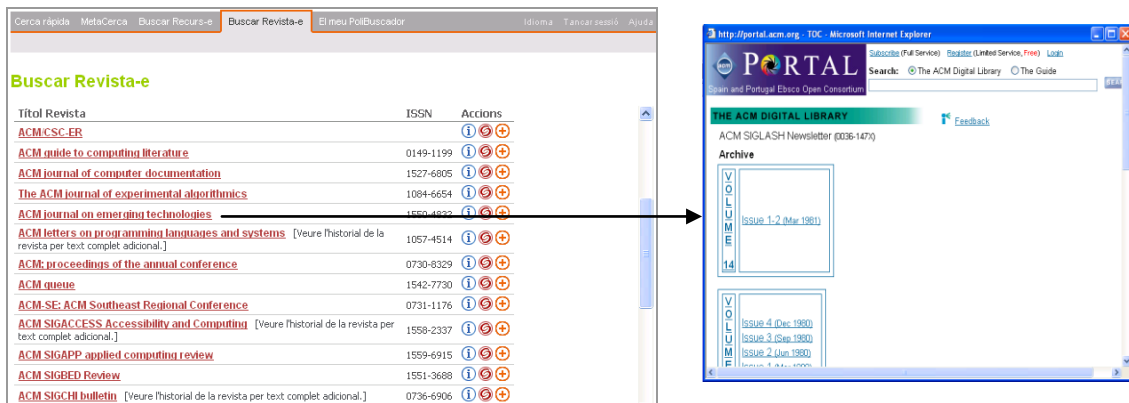 Cerca rápida MetaCerca Buscar Recurs-e Buscar Revista-e El meu PoliBuscador Idioma Tancar sessió Ajuda
Buscar Revista-e
Títol Revista ISSN Accions
ACM/CSC-ER
ACM guide to computing literature 0149-1199
ACM journal of computer documentation 1527-6805
The ACM journal of experimental algorithmics 1084-6654
ACM journal on emerging technologies 1550-4832
ACM letters on programming languages and systems [Veure l'historial de la
revista per text complet adicional.] 1057-4514
ACM; proceedings of the annual conference 0730-8329
ACM queue 1542-7730
ACM-SE: ACM Southeast Regional Conference 0731-1176
ACM SIGACCESS Accessibility and Computing [Veure l'historial de la revista per
text complet adicional.] 1558-2337
ACM SIGAPP applied computing review 1559-6915
ACM SIGBED Review 1551-3688
ACM SIGCHI bulletin [Veure l'historial de la revista per text complet adicional.] 0736-6906
http://portal.acm.org - TOC - Microsoft Internet Explorer
acm PORTAL
Spain and Portugal Ebsco Open Consortium
Subscribe (Full Service) Register (Limited Service, Free) Login
Search: The ACM Digital Library The Guide
THE ACM DIGITAL LIBRARY
Feedback
ACM SIGLASH Newsletter (0036-147X)
Archive
VOLUME 14
Issue 1-2 (Mar 1981)
VOLUME
Issue 4 (Dec 1980)
Issue 3 (Sep 1980)
Issue 2 (Jun 1980)